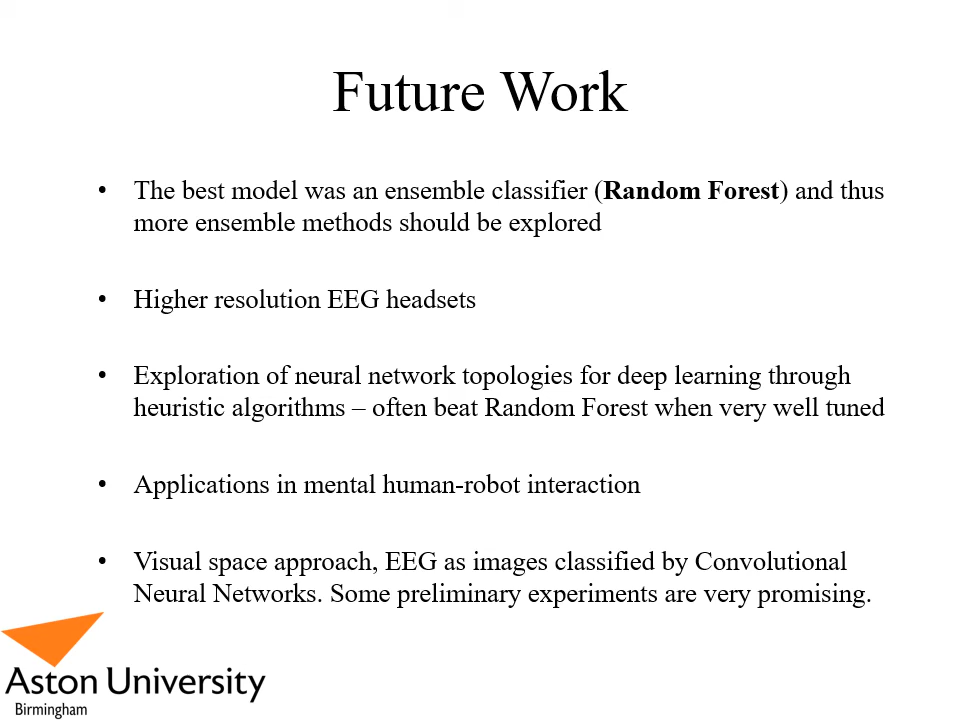 Future Work
• The best model was an ensemble classifier (Random Forest) and thus
more ensemble methods should be explored
• Higher resolution EEG headsets
• Exploration of neural network topologies for deep learning through
heuristic algorithms – often beat Random Forest when very well tuned
• Applications in mental human-robot interaction
• Visual space approach, EEG as images classified by Convolutional
Neural Networks. Some preliminary experiments are very promising.
Aston University
Birmingham